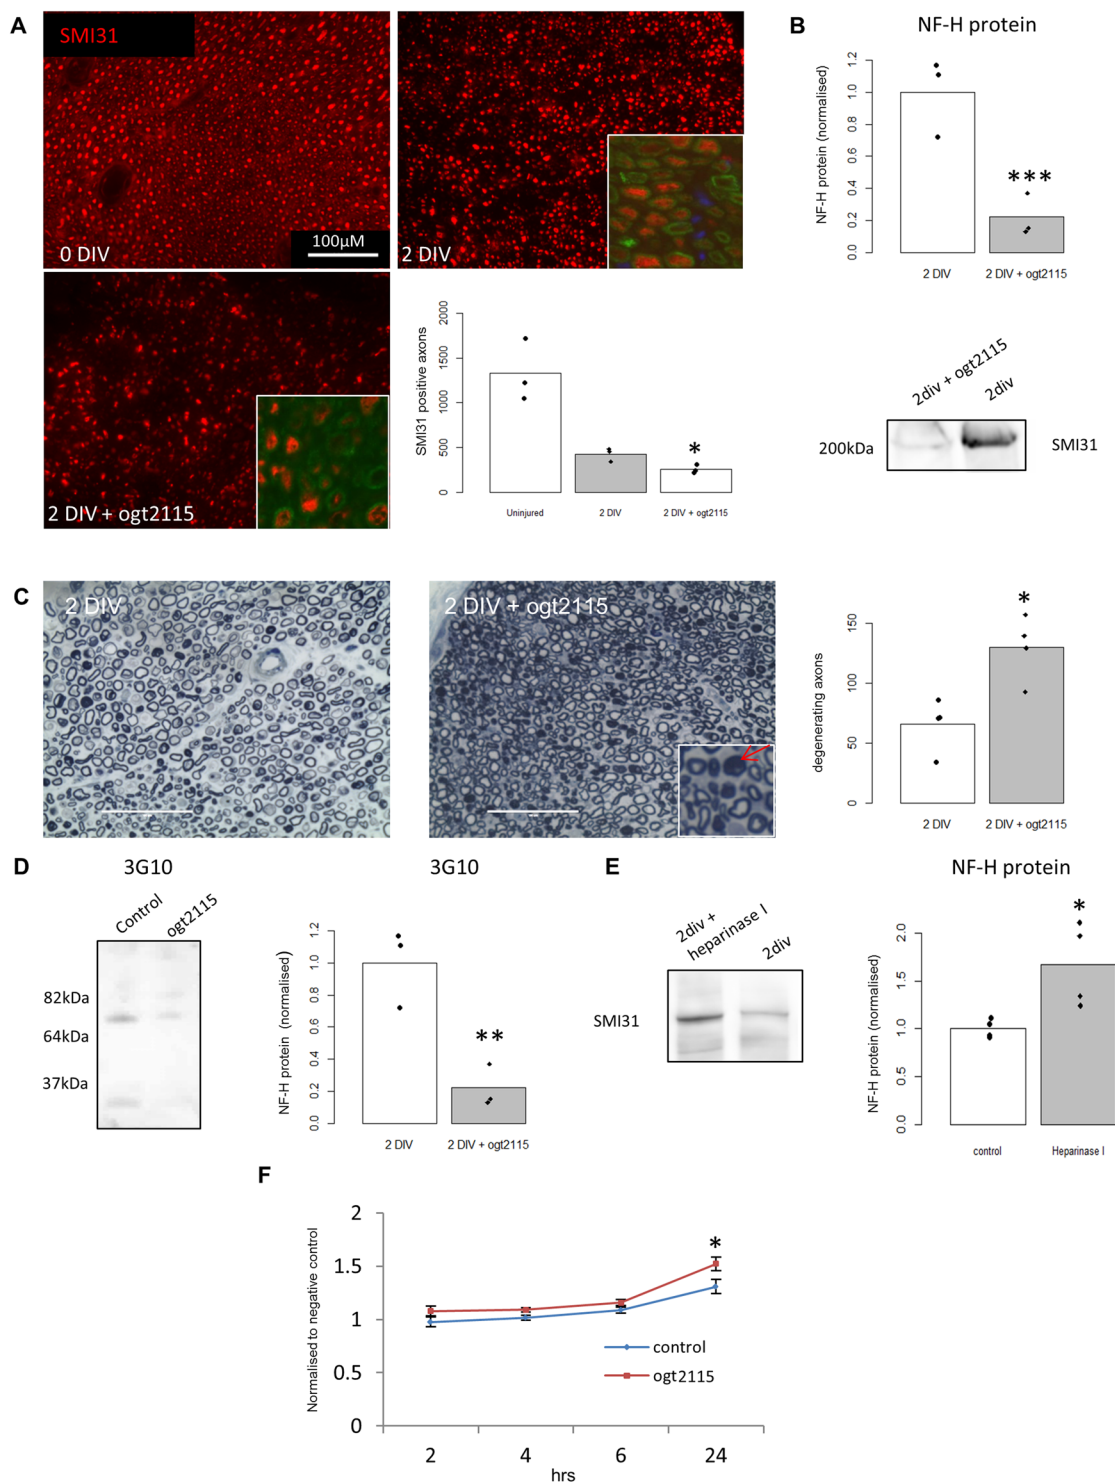 A
SMI31
0 DIV
100µM
2 DIV
2 DIV + ogt2115
SMI31 positive axons
2000
1500
1000
500
0
Uninjured
2 DIV
2 DIV + ogt2115
*
B
NF-H protein
NF-H protein (normalised)
1.2
1.0
0.8
0.6
0.4
0.2
0.0
***
2 DIV
2 DIV + ogt2115
2div + ogt2115
2div
200kDa
SMI31
C
2 DIV
2 DIV + ogt2115
degenerating axons
150
100
50
0
*
2 DIV
2 DIV + ogt2115
D
3G10
Control
ogt2115
82kDa
64kDa
37kDa
3G10
NF-H protein (normalised)
1.2
1.0
0.8
0.6
0.4
0.2
0.0
**
2 DIV
2 DIV + ogt2115
E
2div +
heparinase I
2div
SMI31
NF-H protein
NF-H protein (normalised)
2.0
1.5
1.0
0.5
0.0
*
control
Heparinase I
F
Normalised to negative control
2
1.5
1
0.5
0
*
control
ogt2115
2
4
6
24
hrs